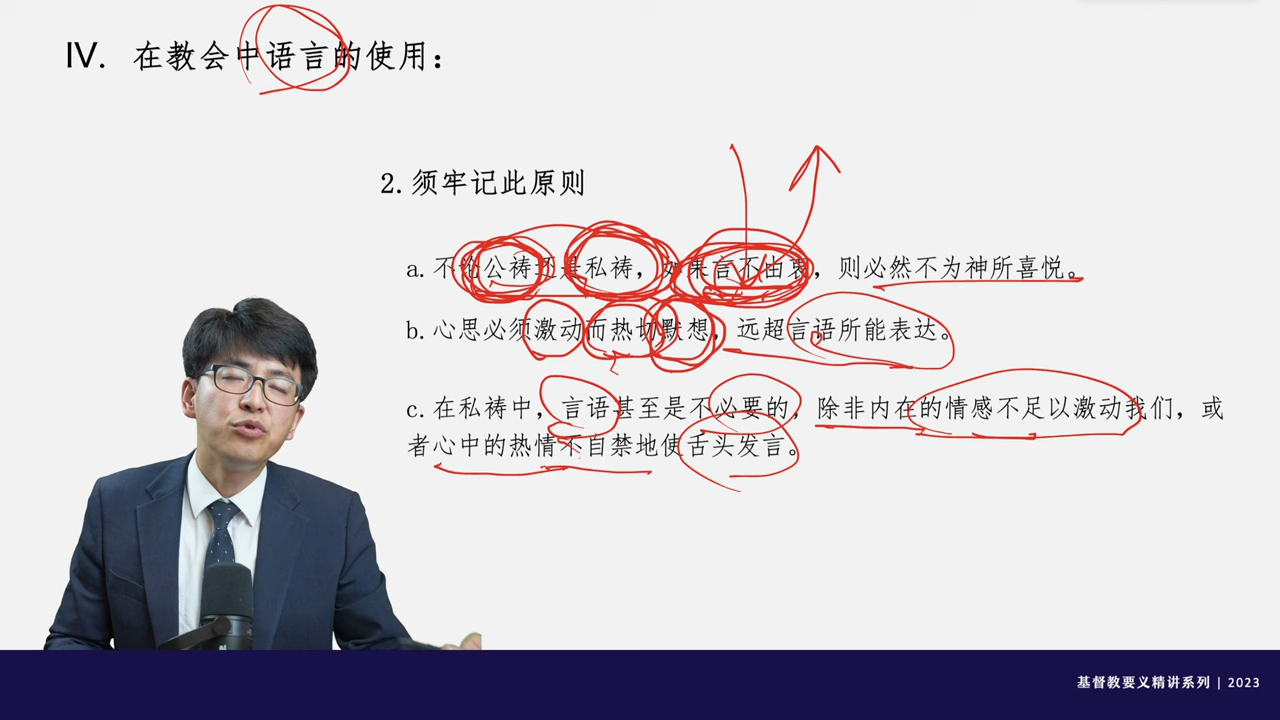 IV. 在教会中语言的使用：
2. 须牢记此原则
a. 不论公祷还是私祷，如果言不由衷，则必然不为神所喜悦。
b. 心思必须激动而热切默想，远超言语所能表达。
c. 在私祷中，言语甚至是不必要的，除非内在的情感不足以激动我们，或
者心中的热情不自禁地使舌头发言。
基督教要义精讲系列 | 2023